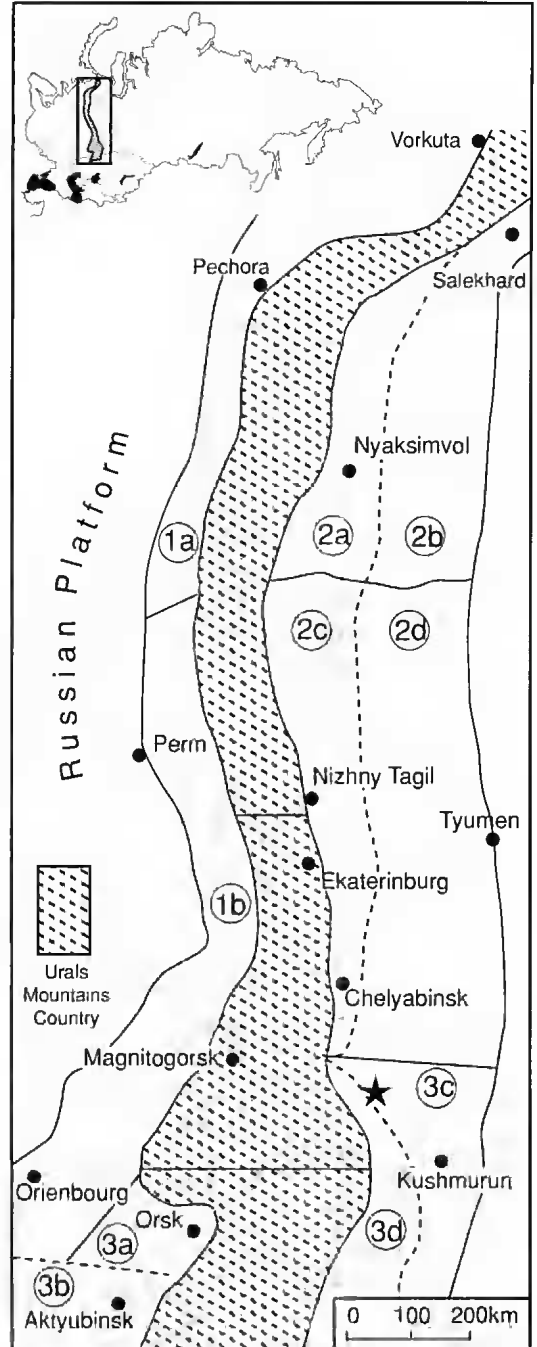 Vorkuta
Pechora
Salekhard
Russian Platform
Nyaksimvol
1a
2a
2b
2c
2d
Perm
Nizhny Tagil
Tyumen
Ekaterinburg
1b
Urals
Mountains
Country
Chelyabinsk
Magnitogorsk
3c
Orienbourg
Kushmurun
Orsk
3a
3d
3b
Aktyubinsk
0 100 200km